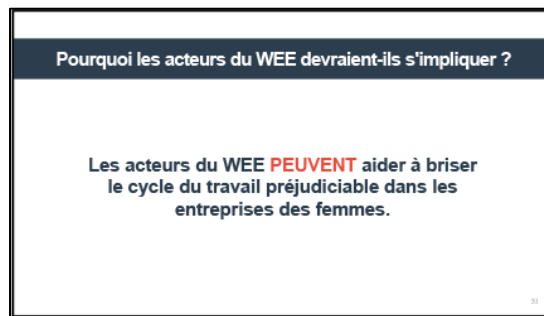 Pourquoi les acteurs du WEE devraient-ils s'impliquer ?
Les acteurs du WEE PEUVENT aider à briser
le cycle du travail préjudiciable dans les
entreprises des femmes.